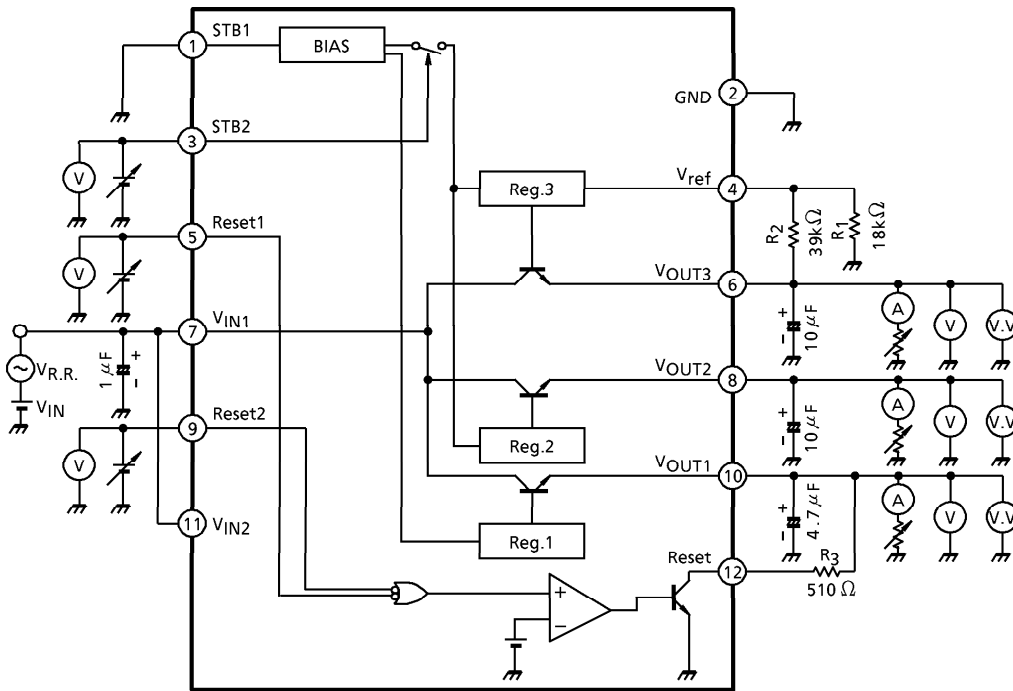 STB1
1
BIAS
2
GND
STB2
3
V
Reg.3
Vref
4
R2
39kΩ
R1
18kΩ
Reset1
5
V
VOUT3
6
+
-
10μF
A
V
V.V
VIN1
7
VR.R.
VIN
1μF
+
-
VOUT2
8
+
-
10μF
A
V
V.V
Reset2
9
V
Reg.2
VOUT1
10
+
-
4.7μF
A
V
V.V
11
VIN2
Reg.1
Reset
12
R3
510 Ω
+
-